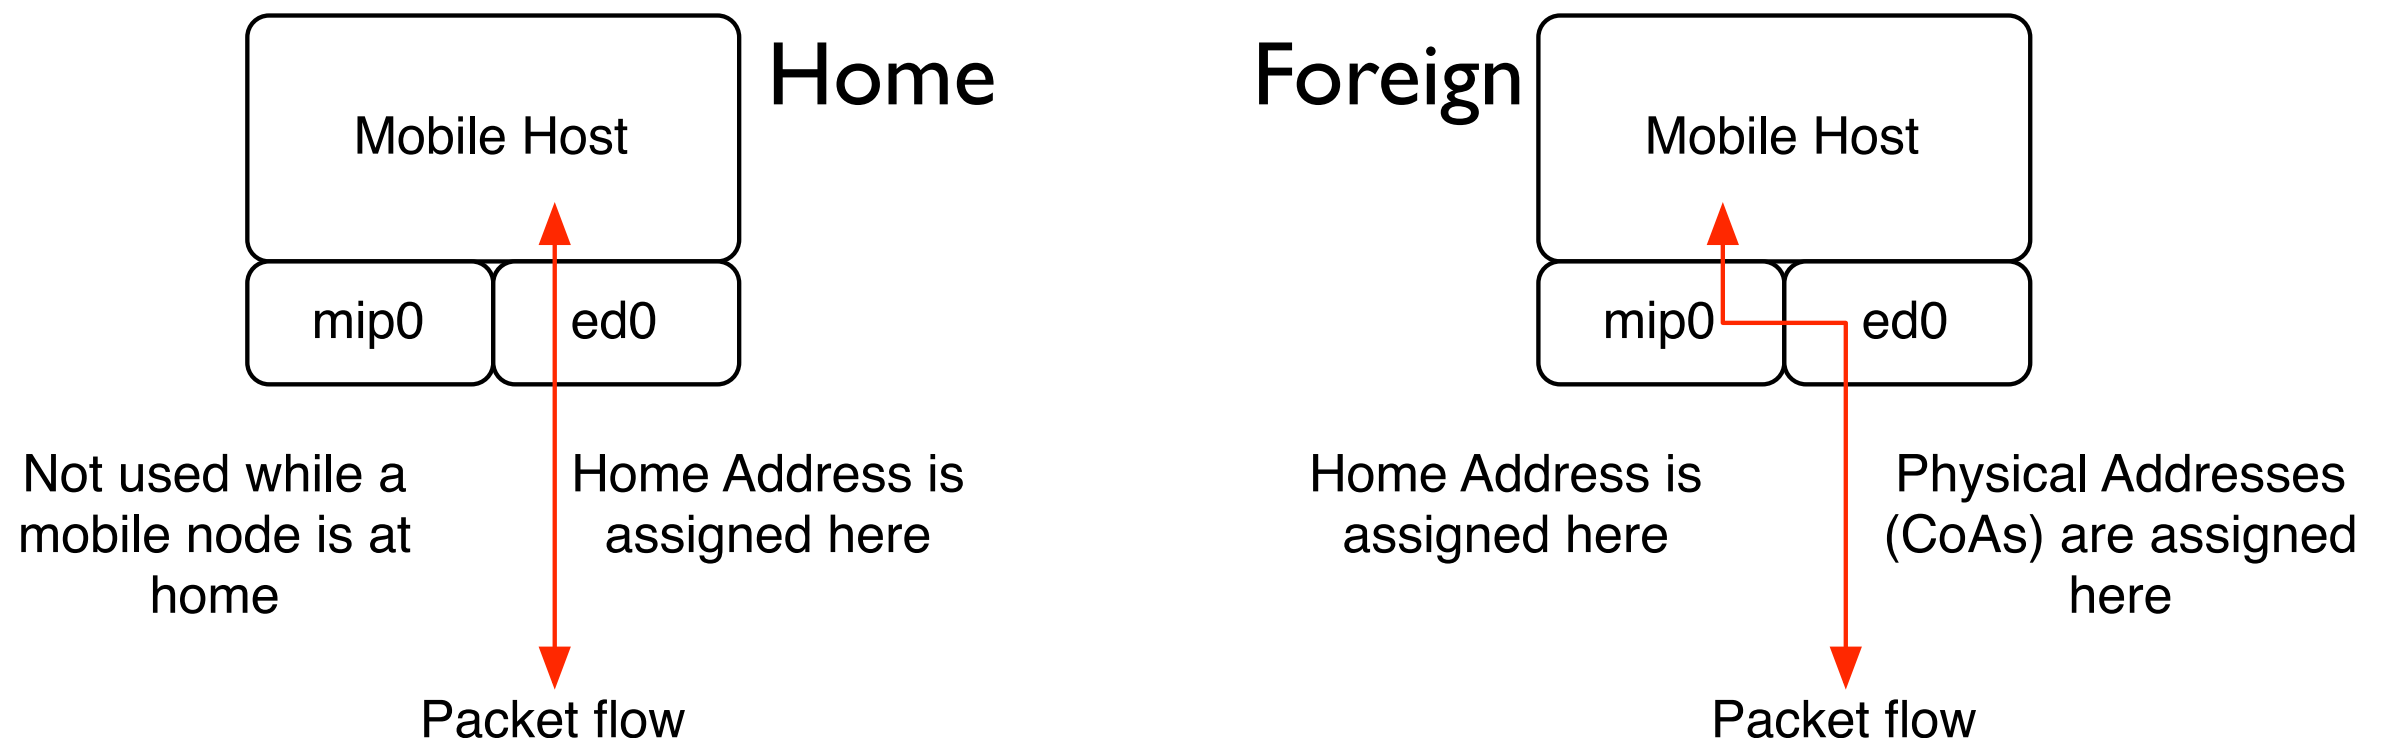 Home
Mobile Host
mip0
ed0
Not used while a
mobile node is at
home
Home Address is
assigned here
Packet flow
Foreign
Mobile Host
mip0
ed0
Home Address is
assigned here
Physical Addresses
(CoAs) are assigned
here
Packet flow